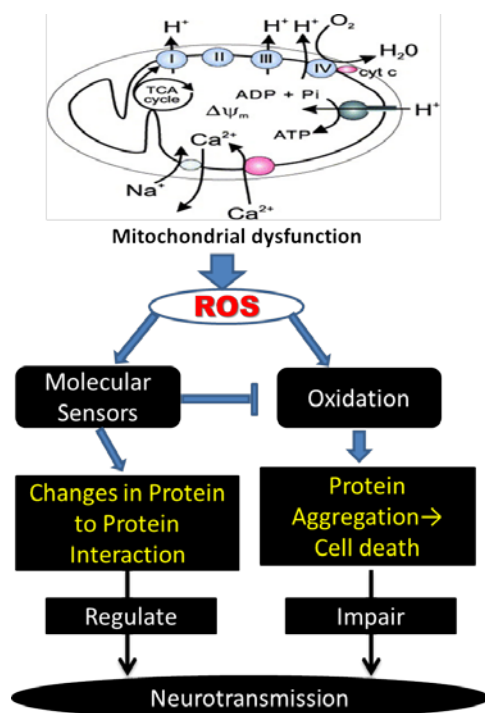 H⁺
H⁺
H⁺
O₂
H₂0
I
II
III
IV
cyt c
TCA
cycle
ADP + Pi
H⁺
Δψₘ
ATP
Ca²⁺
Na⁺
Ca²⁺
Mitochondrial dysfunction
ROS
Molecular
Sensors
Oxidation
Changes in Protein
to Protein
Interaction
Protein
Aggregation→
Cell death
Regulate
Impair
Neurotransmission